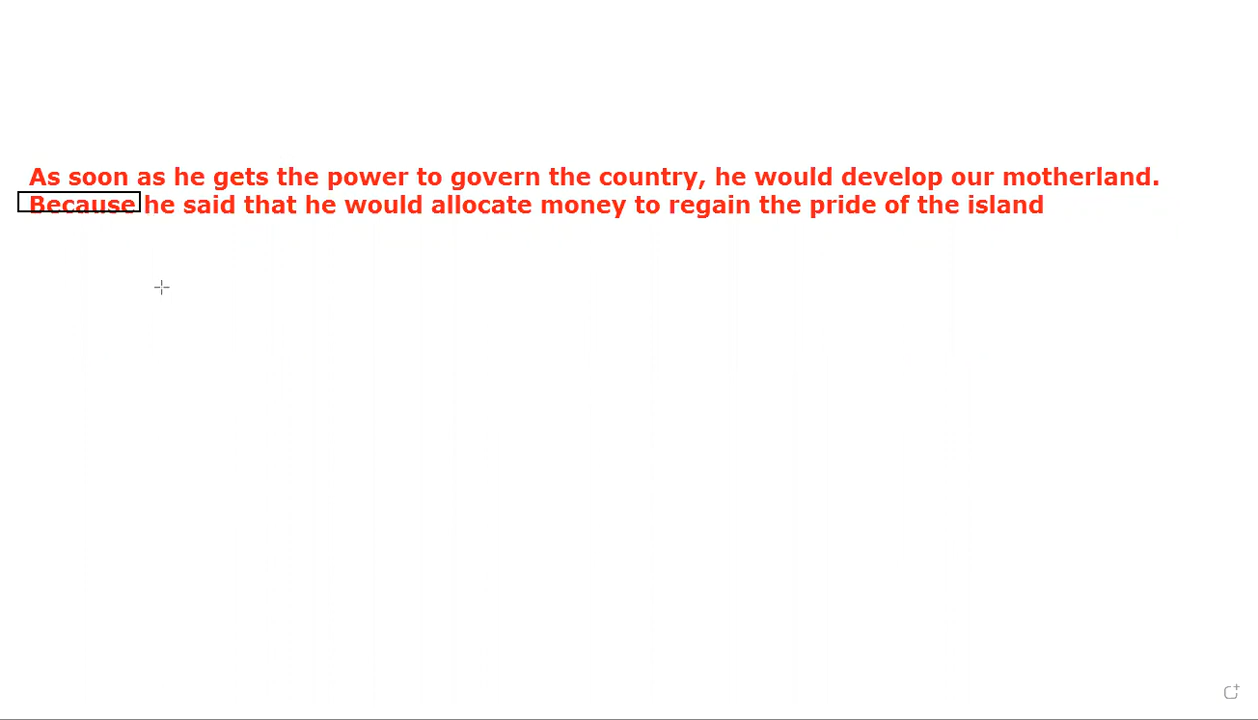 As soon as he gets the power to govern the country, he would develop our motherland.
Because he said that he would allocate money to regain the pride of the island